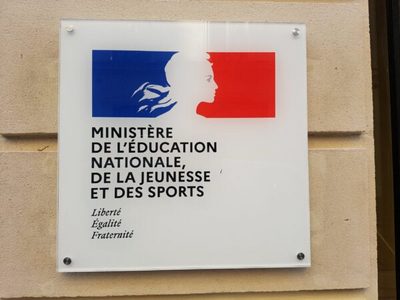 MINISTÈRE
DE L'ÉDUCATION
NATIONALE,
DE LA JEUNESSE
ET DES SPORTS
Liberté
Égalité
Fraternité